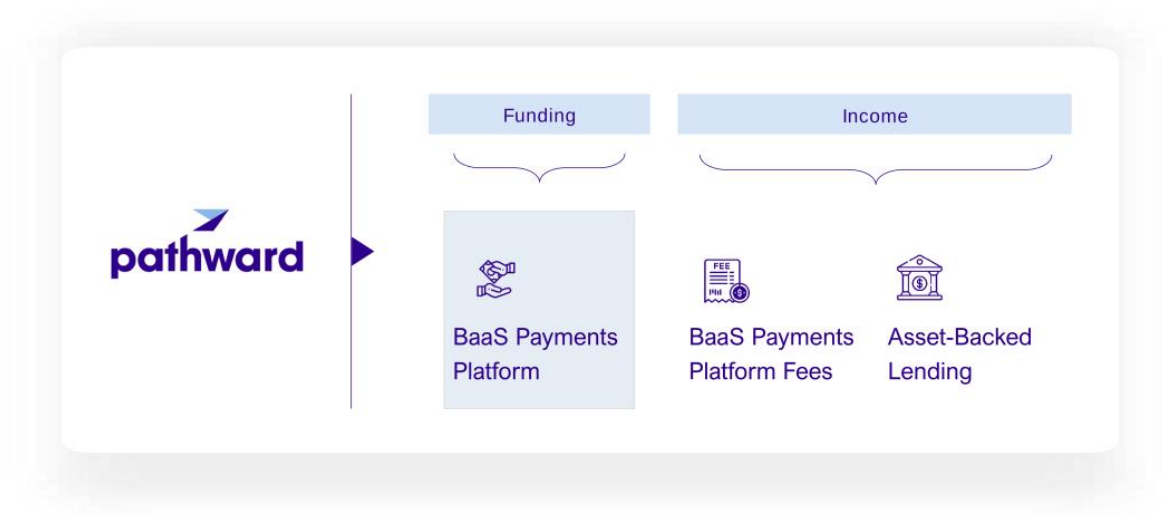 Funding
Income
pathward
FEE
BaaS Payments
Platform
BaaS Payments
Platform Fees
Asset-Backed
Lending